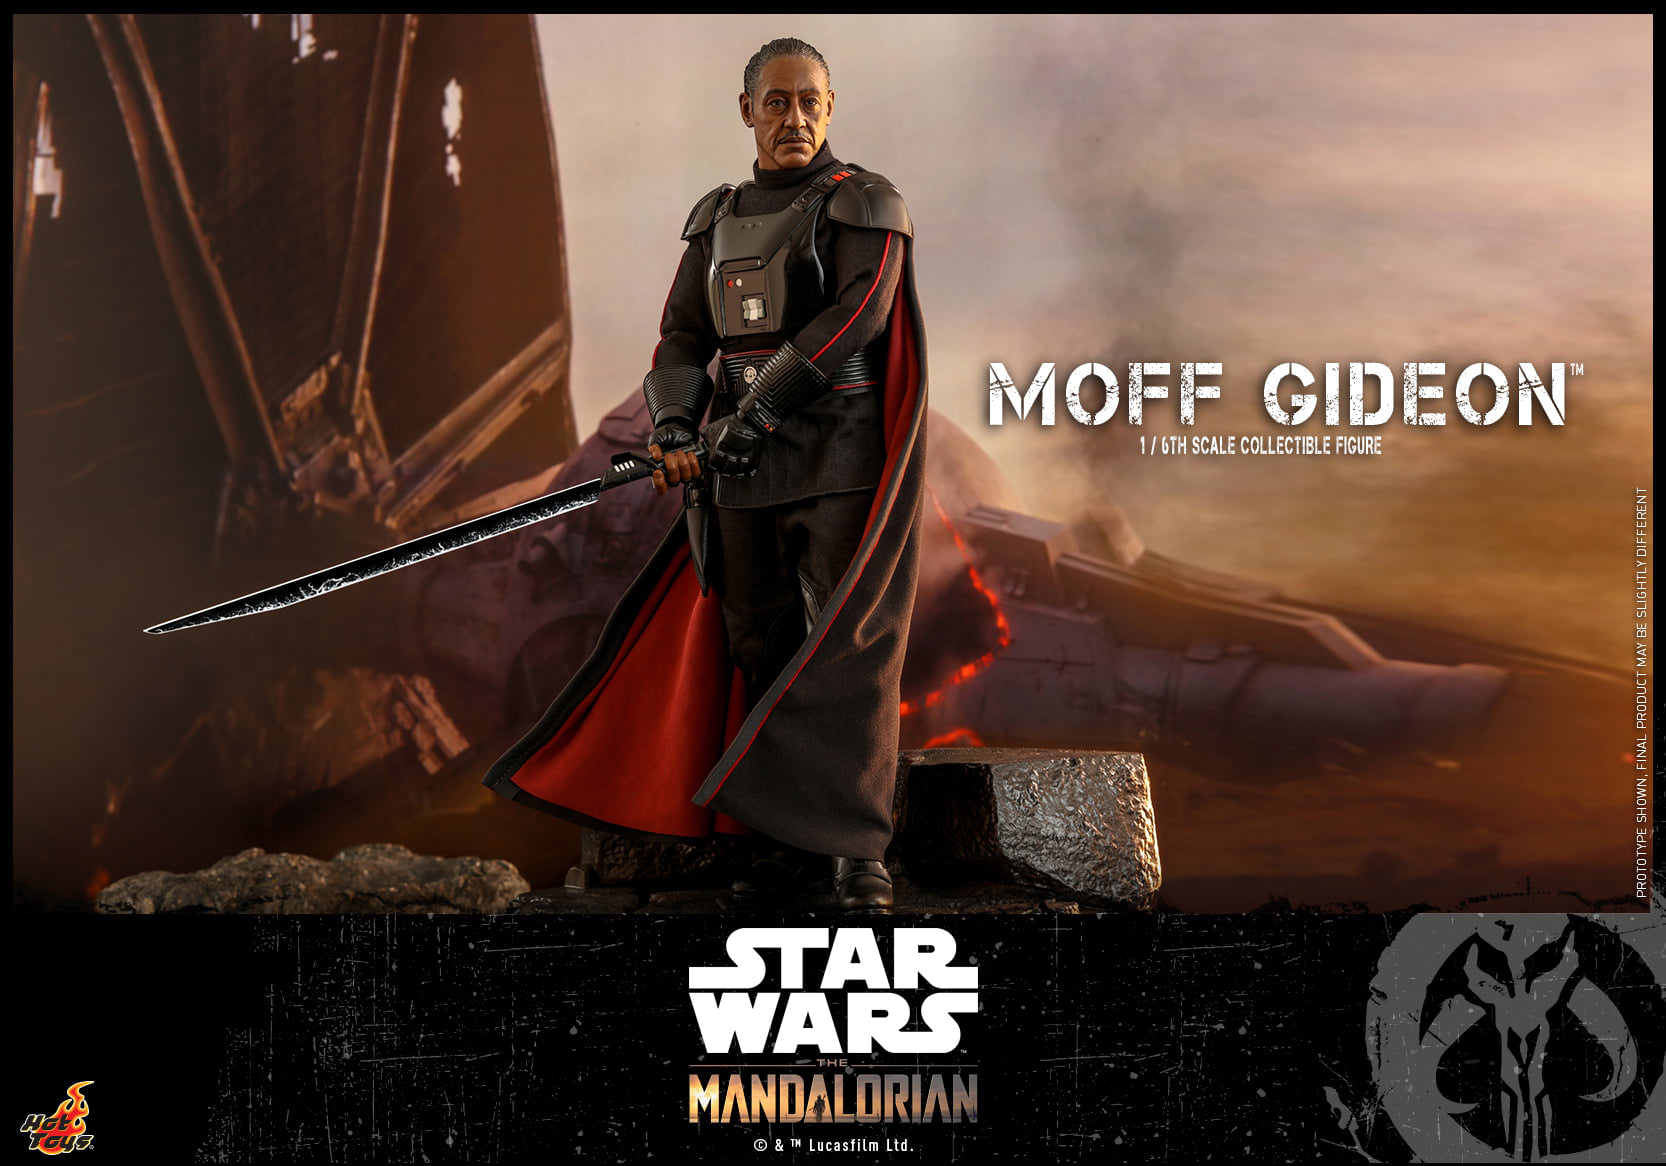 MOFF GIDEON™
1 / 6TH SCALE COLLECTIBLE FIGURE
PROTOTYPE SHOWN, FINAL PRODUCT MAY BE SLIGHTLY DIFFERENT
STAR
WARS™
THE
MANDALORIAN
© & ™ Lucasfilm Ltd.
HOT
TOYS